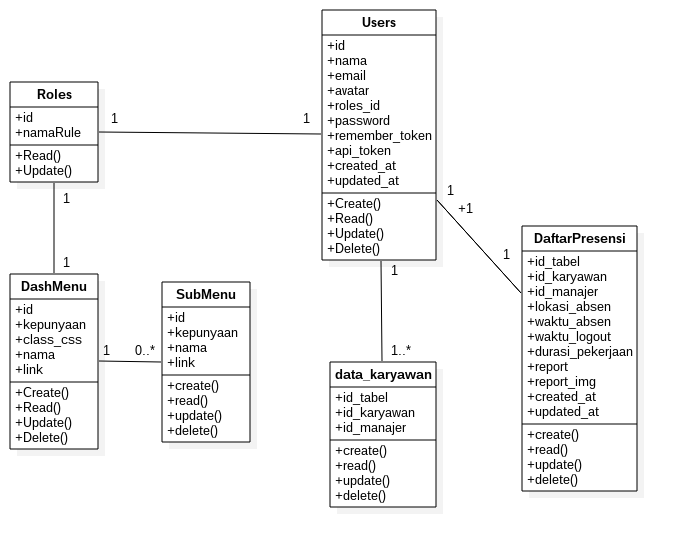 Users
+id
+nama
+email
+avatar
+roles_id
+password
+remember_token
+api_token
+created_at
+updated_at
+Create()
+Read()
+Update()
+Delete()
Roles
+id
+namaRule
+Read()
+Update()
1
1
1
1
DashMenu
+id
+kepunyaan
+class_css
+nama
+link
+Create()
+Read()
+Update()
+Delete()
1
0..*
SubMenu
+id
+kepunyaan
+nama
+link
+create()
+read()
+update()
+delete()
1
1..*
data_karyawan
+id_tabel
+id_karyawan
+id_manajer
+create()
+read()
+update()
+delete()
1
+1
1
DaftarPresensi
+id_tabel
+id_karyawan
+id_manajer
+lokasi_absen
+waktu_absen
+waktu_logout
+durasi_pekerjaan
+report
+report_img
+created_at
+updated_at
+create()
+read()
+update()
+delete()